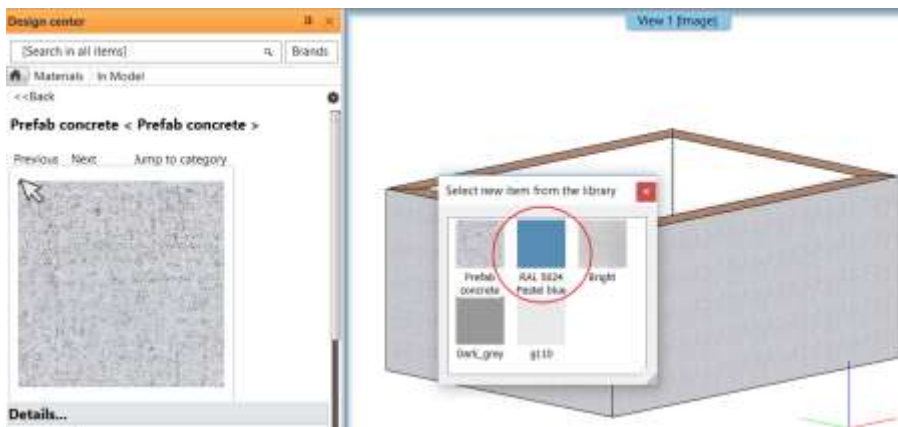 Design center
[Search in all items]
Brands
Materials In Model
<<Back
Prefab concrete < Prefab concrete >
Previous Next Jump to category
Details...
View 1 [Image]
Select new item from the library
Prefab concrete
RAL 5024 Pastel blue
Bright
Dark_grey
g110